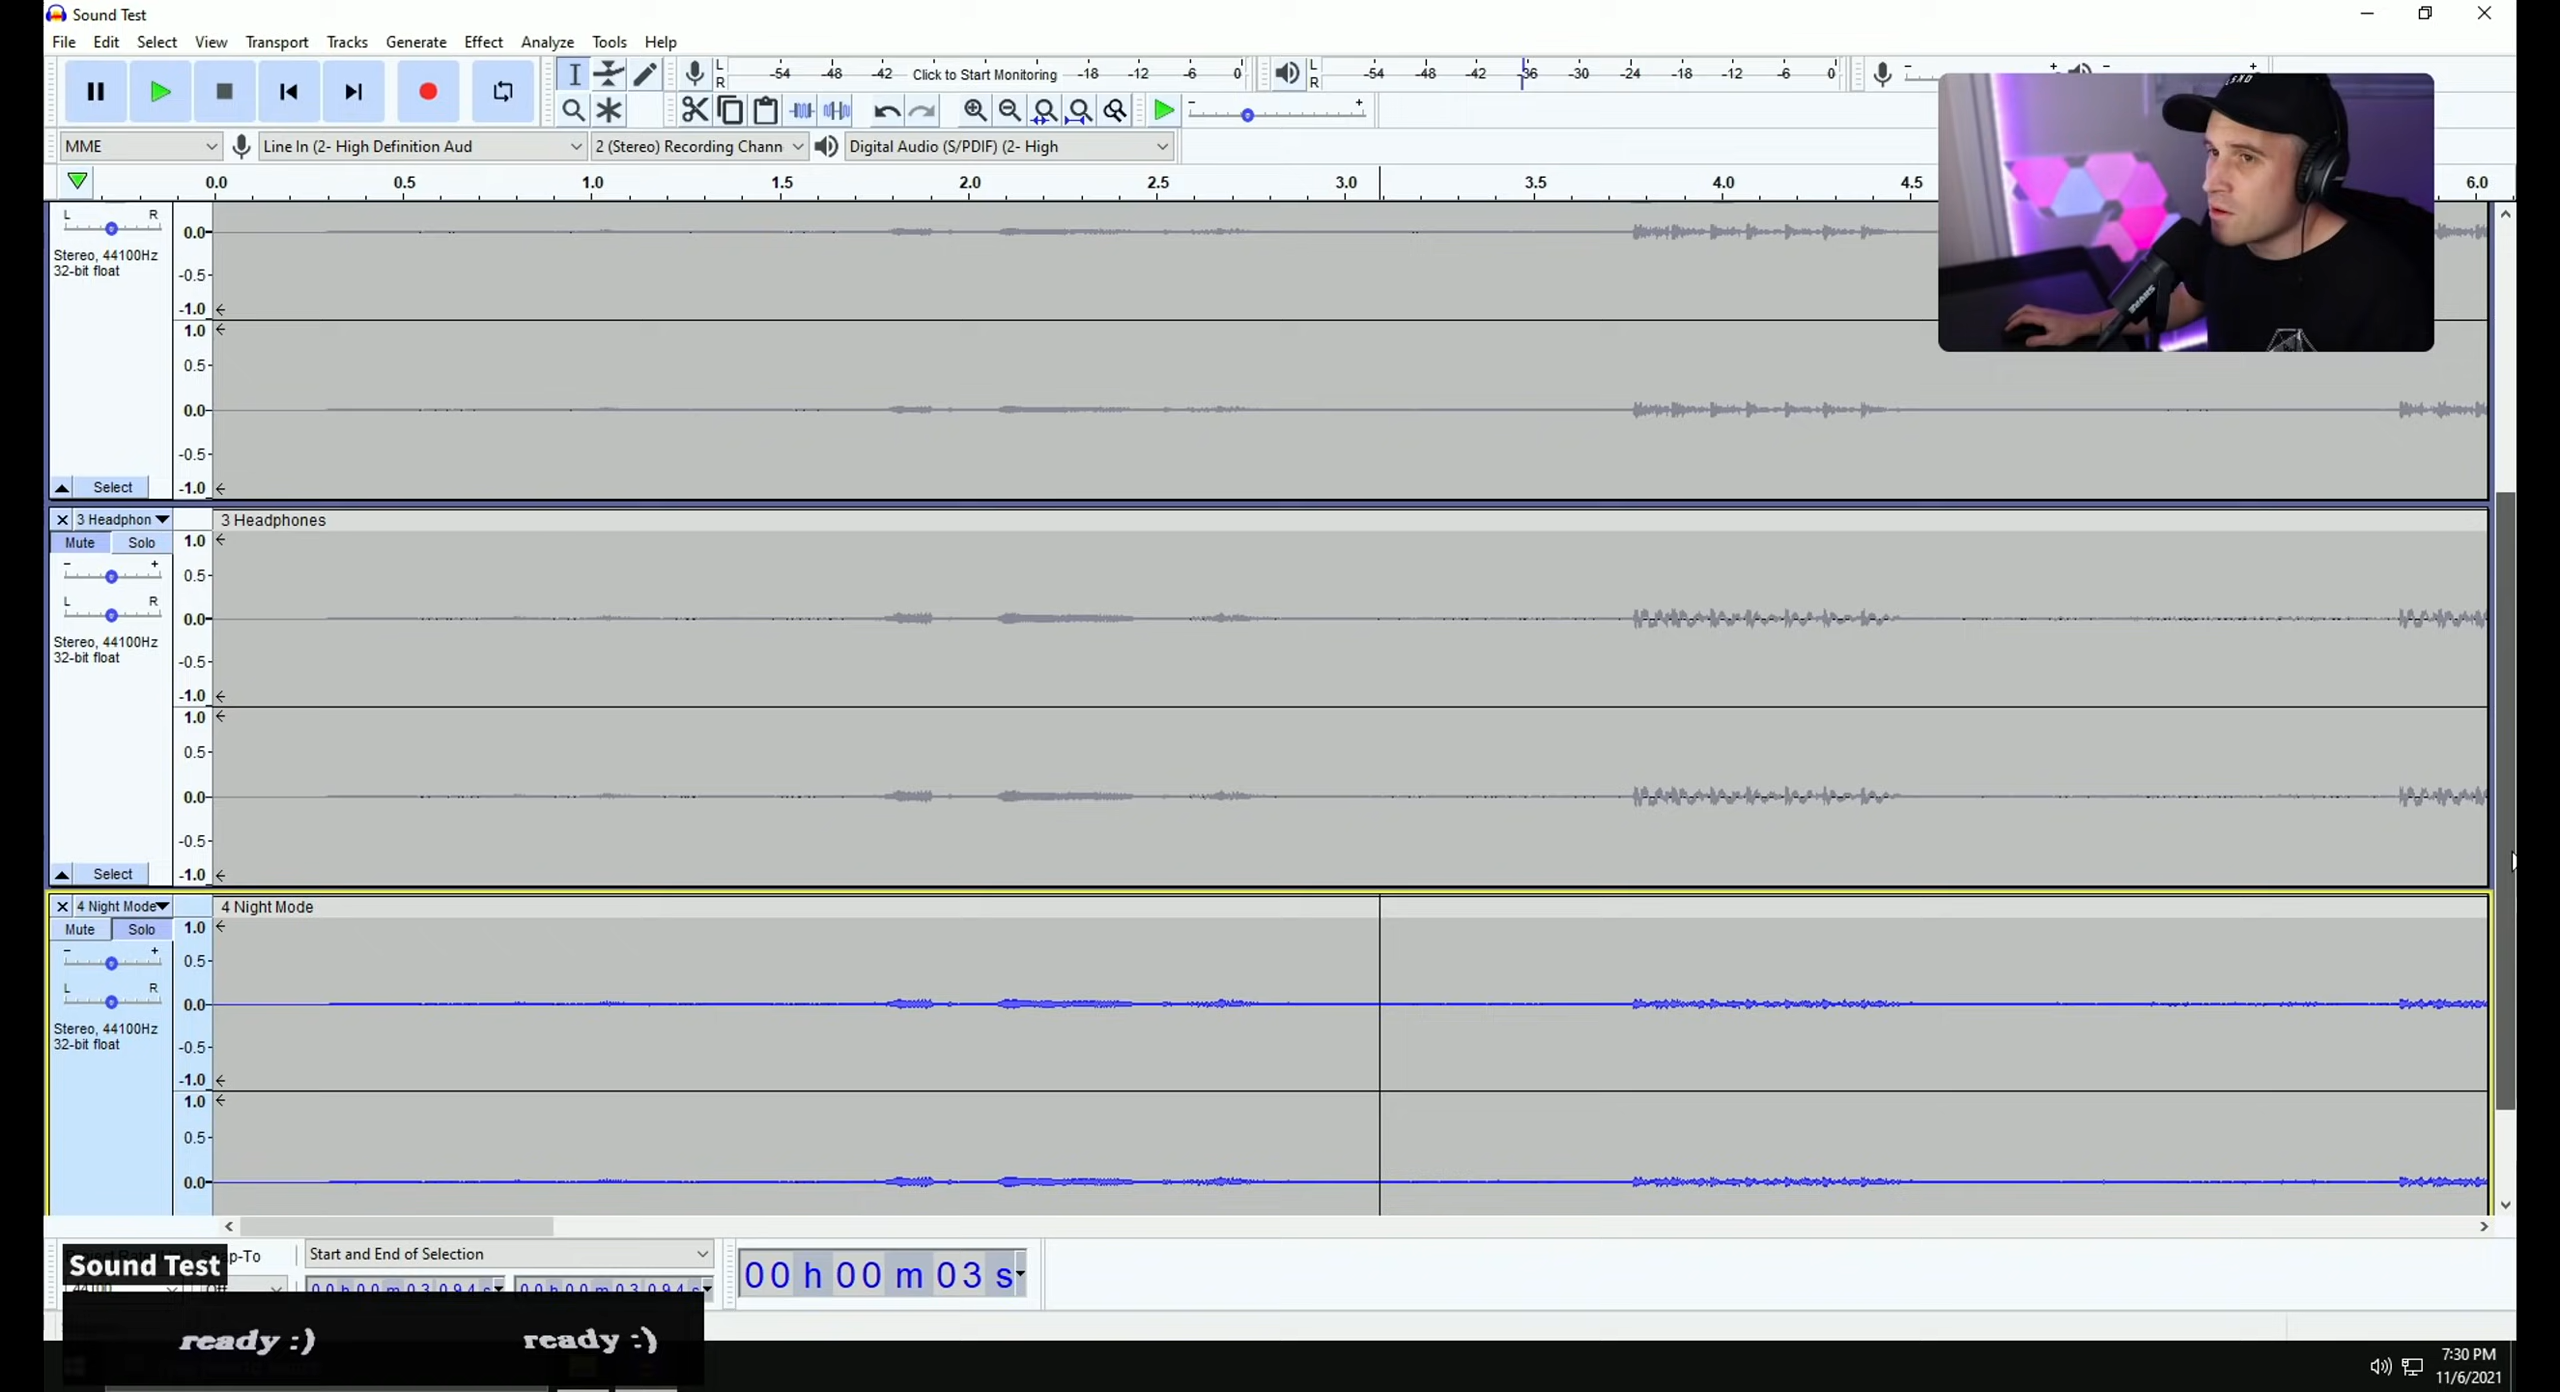 Sound Test
File Edit Select View Transport Tracks Generate Effect Analyze Tools Help
L R -54 -48 -42 Click to Start Monitoring -18 -12 -6 0
L R -54 -48 -42 -36 -30 -24 -18 -12 -6 0
MME Line In (2- High Definition Aud 2 (Stereo) Recording Chann Digital Audio (S/PDIF) (2- High
0.0 0.5 1.0 1.5 2.0 2.5 3.0 3.5 4.0 4.5 6.0
L R
0.0
Stereo, 44100Hz
32-bit float
-0.5
-1.0
1.0
0.5
0.0
-0.5
Select -1.0
3 Headphon 3 Headphones
Mute Solo 1.0
- +
0.5
L R
0.0
Stereo, 44100Hz
32-bit float
-0.5
-1.0
1.0
0.5
0.0
-0.5
Select -1.0
4 Night Mode 4 Night Mode
Mute Solo 1.0
- +
0.5
L R
0.0
Stereo, 44100Hz
32-bit float
-0.5
-1.0
1.0
0.5
0.0
Start and End of Selection
Sound Test
00 h 00 m 03 s
00 h 00 m 03.094 s 00 h 00 m 03.094 s
ready :) ready :)
7:30 PM
11/6/2021